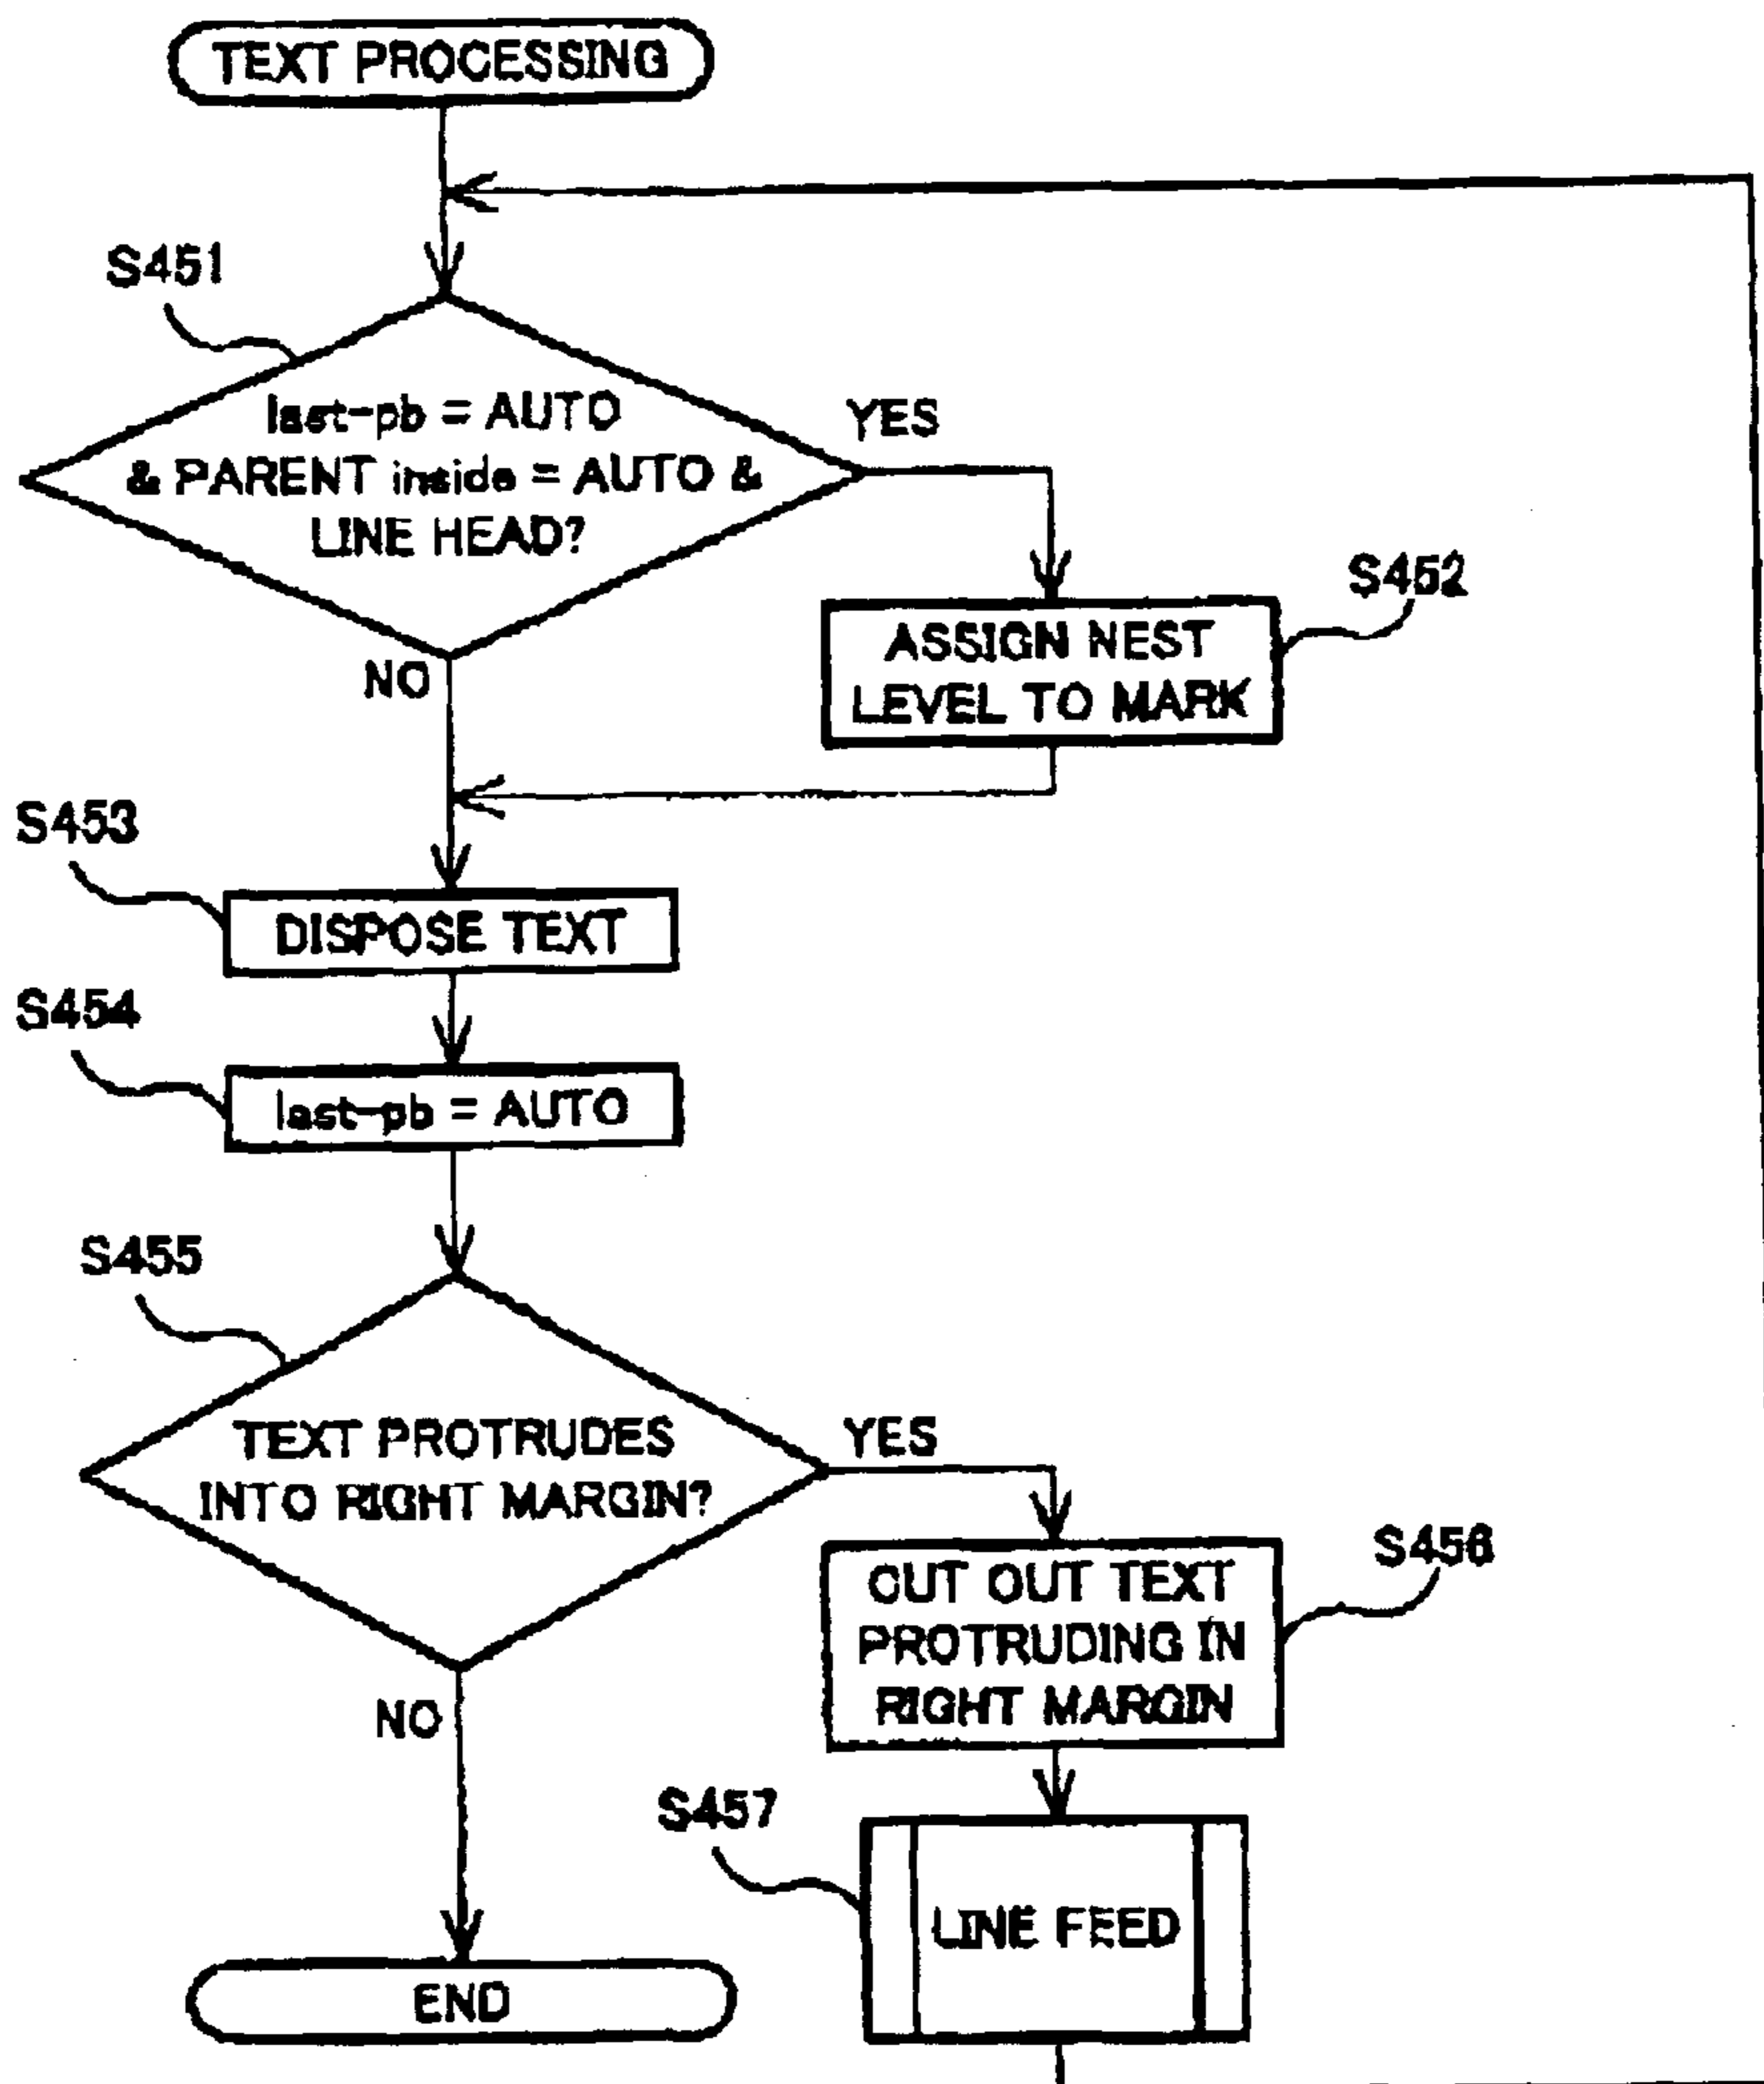 TEXT PROCESSING
S451
last-pb = AUTO
& PARENT inside = AUTO &
LINE HEAD?
YES
NO
S452
ASSIGN NEST
LEVEL TO MARK
S453
DISPOSE TEXT
S454
last-pb = AUTO
S455
TEXT PROTRUDES
INTO RIGHT MARGIN?
YES
NO
S456
CUT OUT TEXT
PROTRUDING IN
RIGHT MARGIN
S457
LINE FEED
END